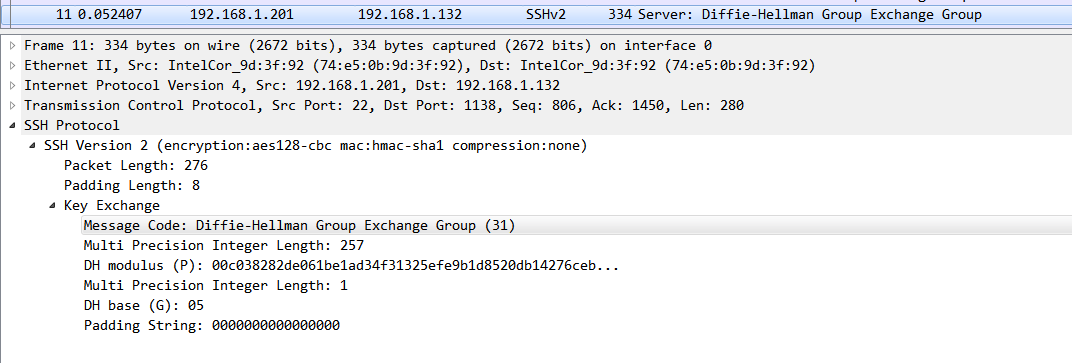 11 0.052407 192.168.1.201 192.168.1.132 SSHv2 334 Server: Diffie-Hellman Group Exchange Group
Frame 11: 334 bytes on wire (2672 bits), 334 bytes captured (2672 bits) on interface 0
Ethernet II, Src: IntelCor_9d:3f:92 (74:e5:0b:9d:3f:92), Dst: IntelCor_9d:3f:92 (74:e5:0b:9d:3f:92)
Internet Protocol Version 4, Src: 192.168.1.201, Dst: 192.168.1.132
Transmission Control Protocol, Src Port: 22, Dst Port: 1138, Seq: 806, Ack: 1450, Len: 280
SSH Protocol
SSH Version 2 (encryption:aes128-cbc mac:hmac-sha1 compression:none)
Packet Length: 276
Padding Length: 8
Key Exchange
Message Code: Diffie-Hellman Group Exchange Group (31)
Multi Precision Integer Length: 257
DH modulus (P): 00c038282de061be1ad34f31325efe9b1d8520db14276ceb...
Multi Precision Integer Length: 1
DH base (G): 05
Padding String: 0000000000000000